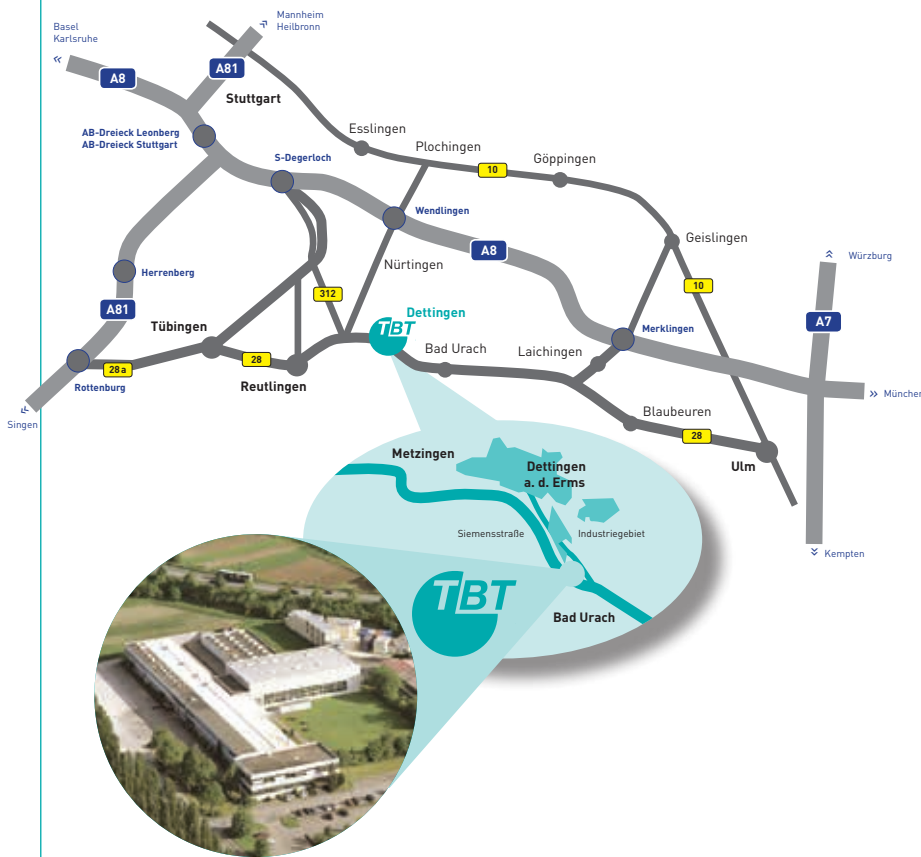 Mannheim
Heilbronn
Basel
Karlsruhe
A8
A81
Stuttgart
AB-Dreieck Leonberg
AB-Dreieck Stuttgart
Esslingen
Plochingen
S-Degerloch
10
Göppingen
Wendlingen
Geislingen
A8
Würzburg
Herrenberg
Nürtingen
10
312
A81
Dettingen
A7
Tübingen
TBT
Merklingen
Bad Urach
Laichingen
28
28a
Rottenburg
Reutlingen
München
Singen
Blaubeuren
28
Ulm
Metzingen
Dettingen
a. d. Erms
Siemensstraße
Industriegebiet
Kempten
TBT
Bad Urach